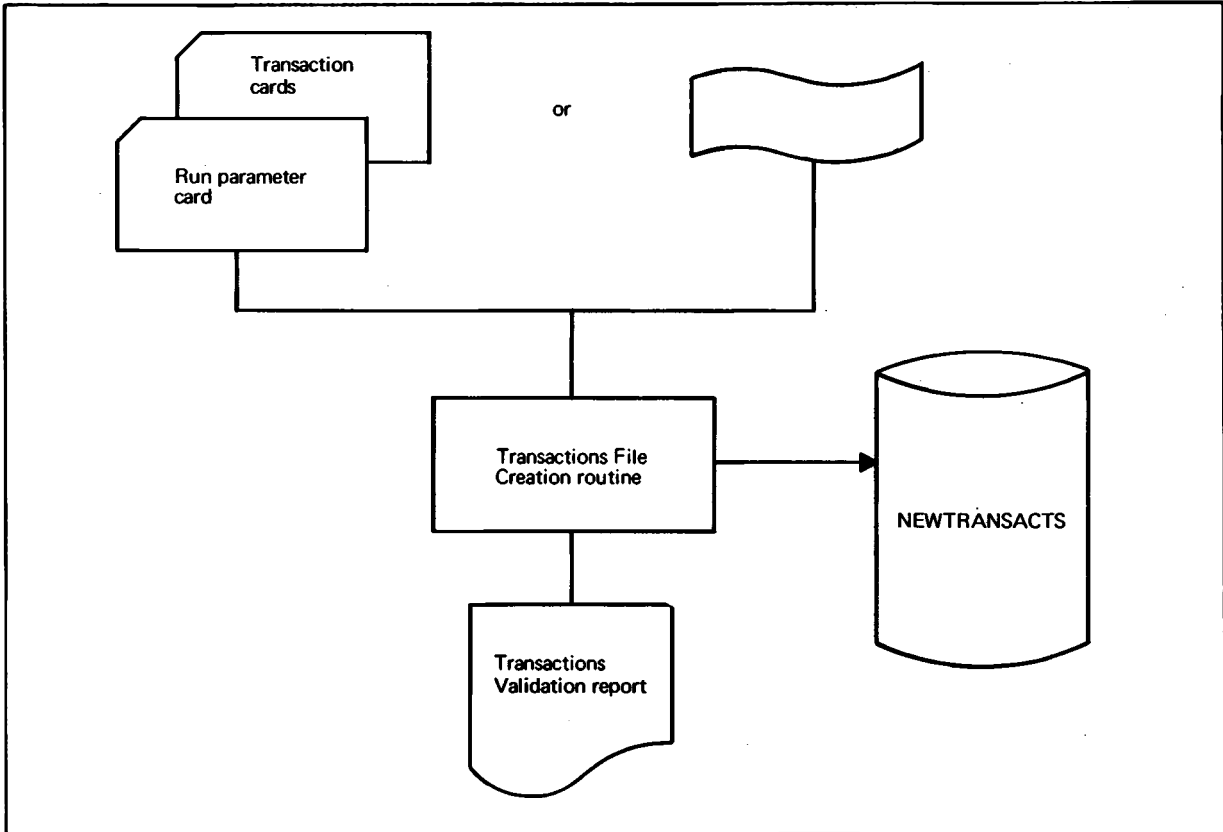 Transaction
cards
or
Run parameter
card
Transactions File
Creation routine
NEWTRANSACTS
Transactions
Validation report